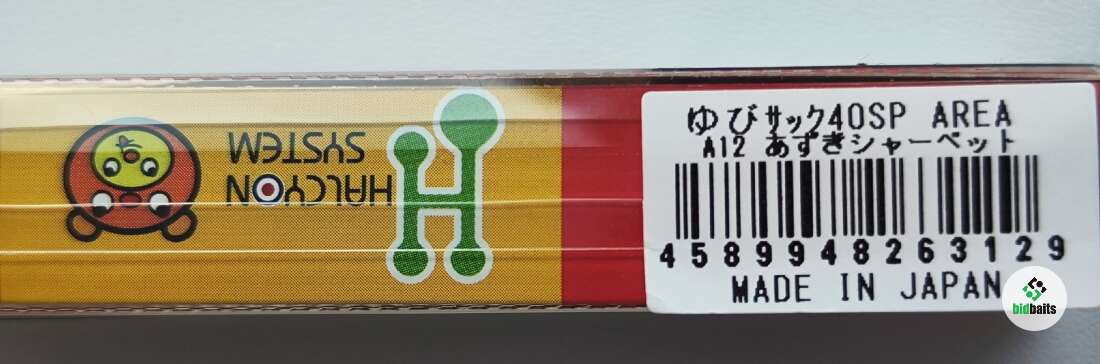 HALCYON
SYSTEM
ゆびサック40SP AREA
A12 あずきシャーベット
4589948263129
MADE IN JAPAN
bidbaits